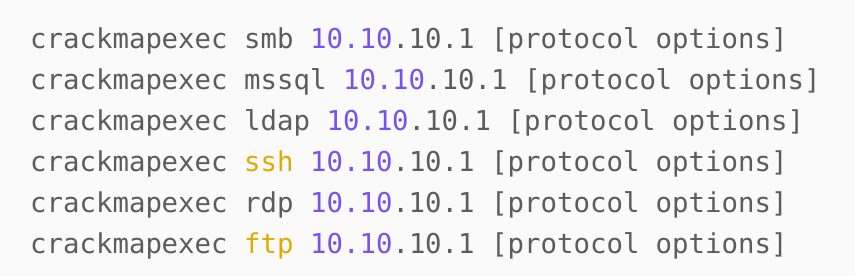 crackmapexec smb 10.10.10.1 [protocol options]
crackmapexec mssql 10.10.10.1 [protocol options]
crackmapexec ldap 10.10.10.1 [protocol options]
crackmapexec ssh 10.10.10.1 [protocol options]
crackmapexec rdp 10.10.10.1 [protocol options]
crackmapexec ftp 10.10.10.1 [protocol options]